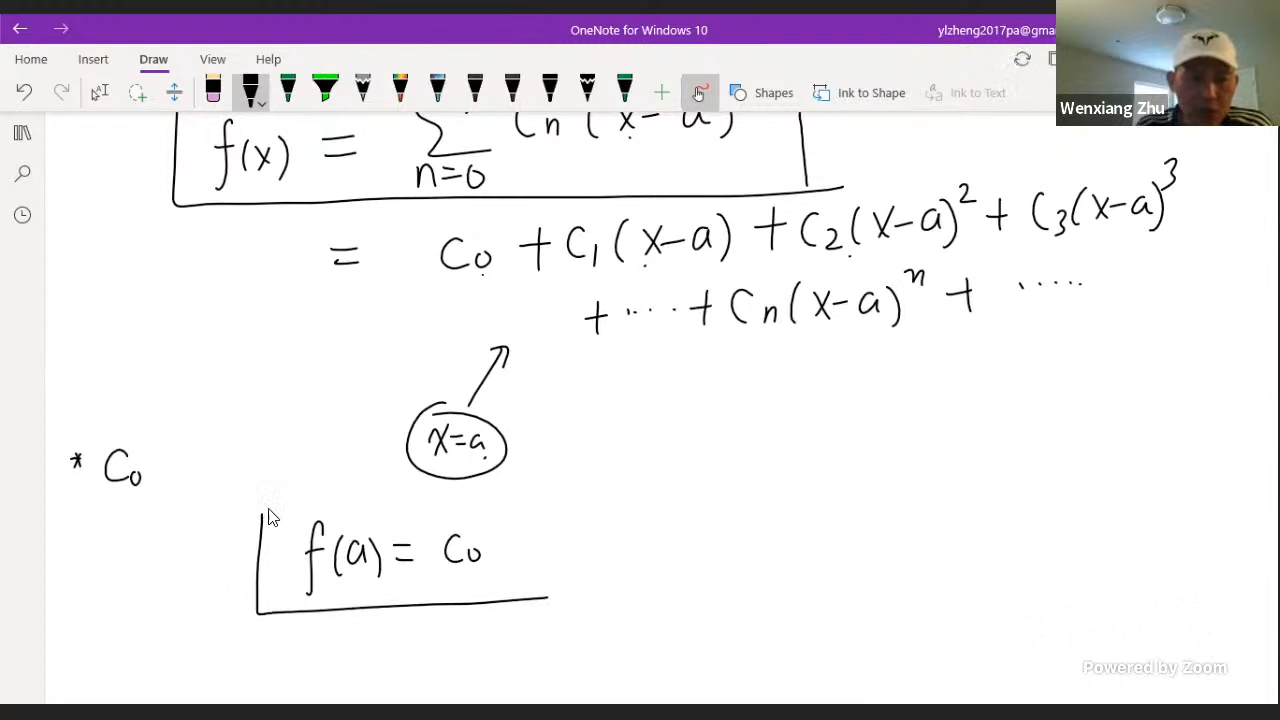 OneNote for Windows 10
ylzheng2017pa@gma
Home Insert Draw View Help
Shapes Ink to Shape Ink to Text
Wenxiang Zhu
f(x) = ∑ Cn (x-a)
n=0
= C0 + C1(x-a) + C2(x-a)^2 + C3(x-a)^3
+ ..... + Cn(x-a)^n + .....
x=a
* C0
f(a) = C0
Powered by Zoom